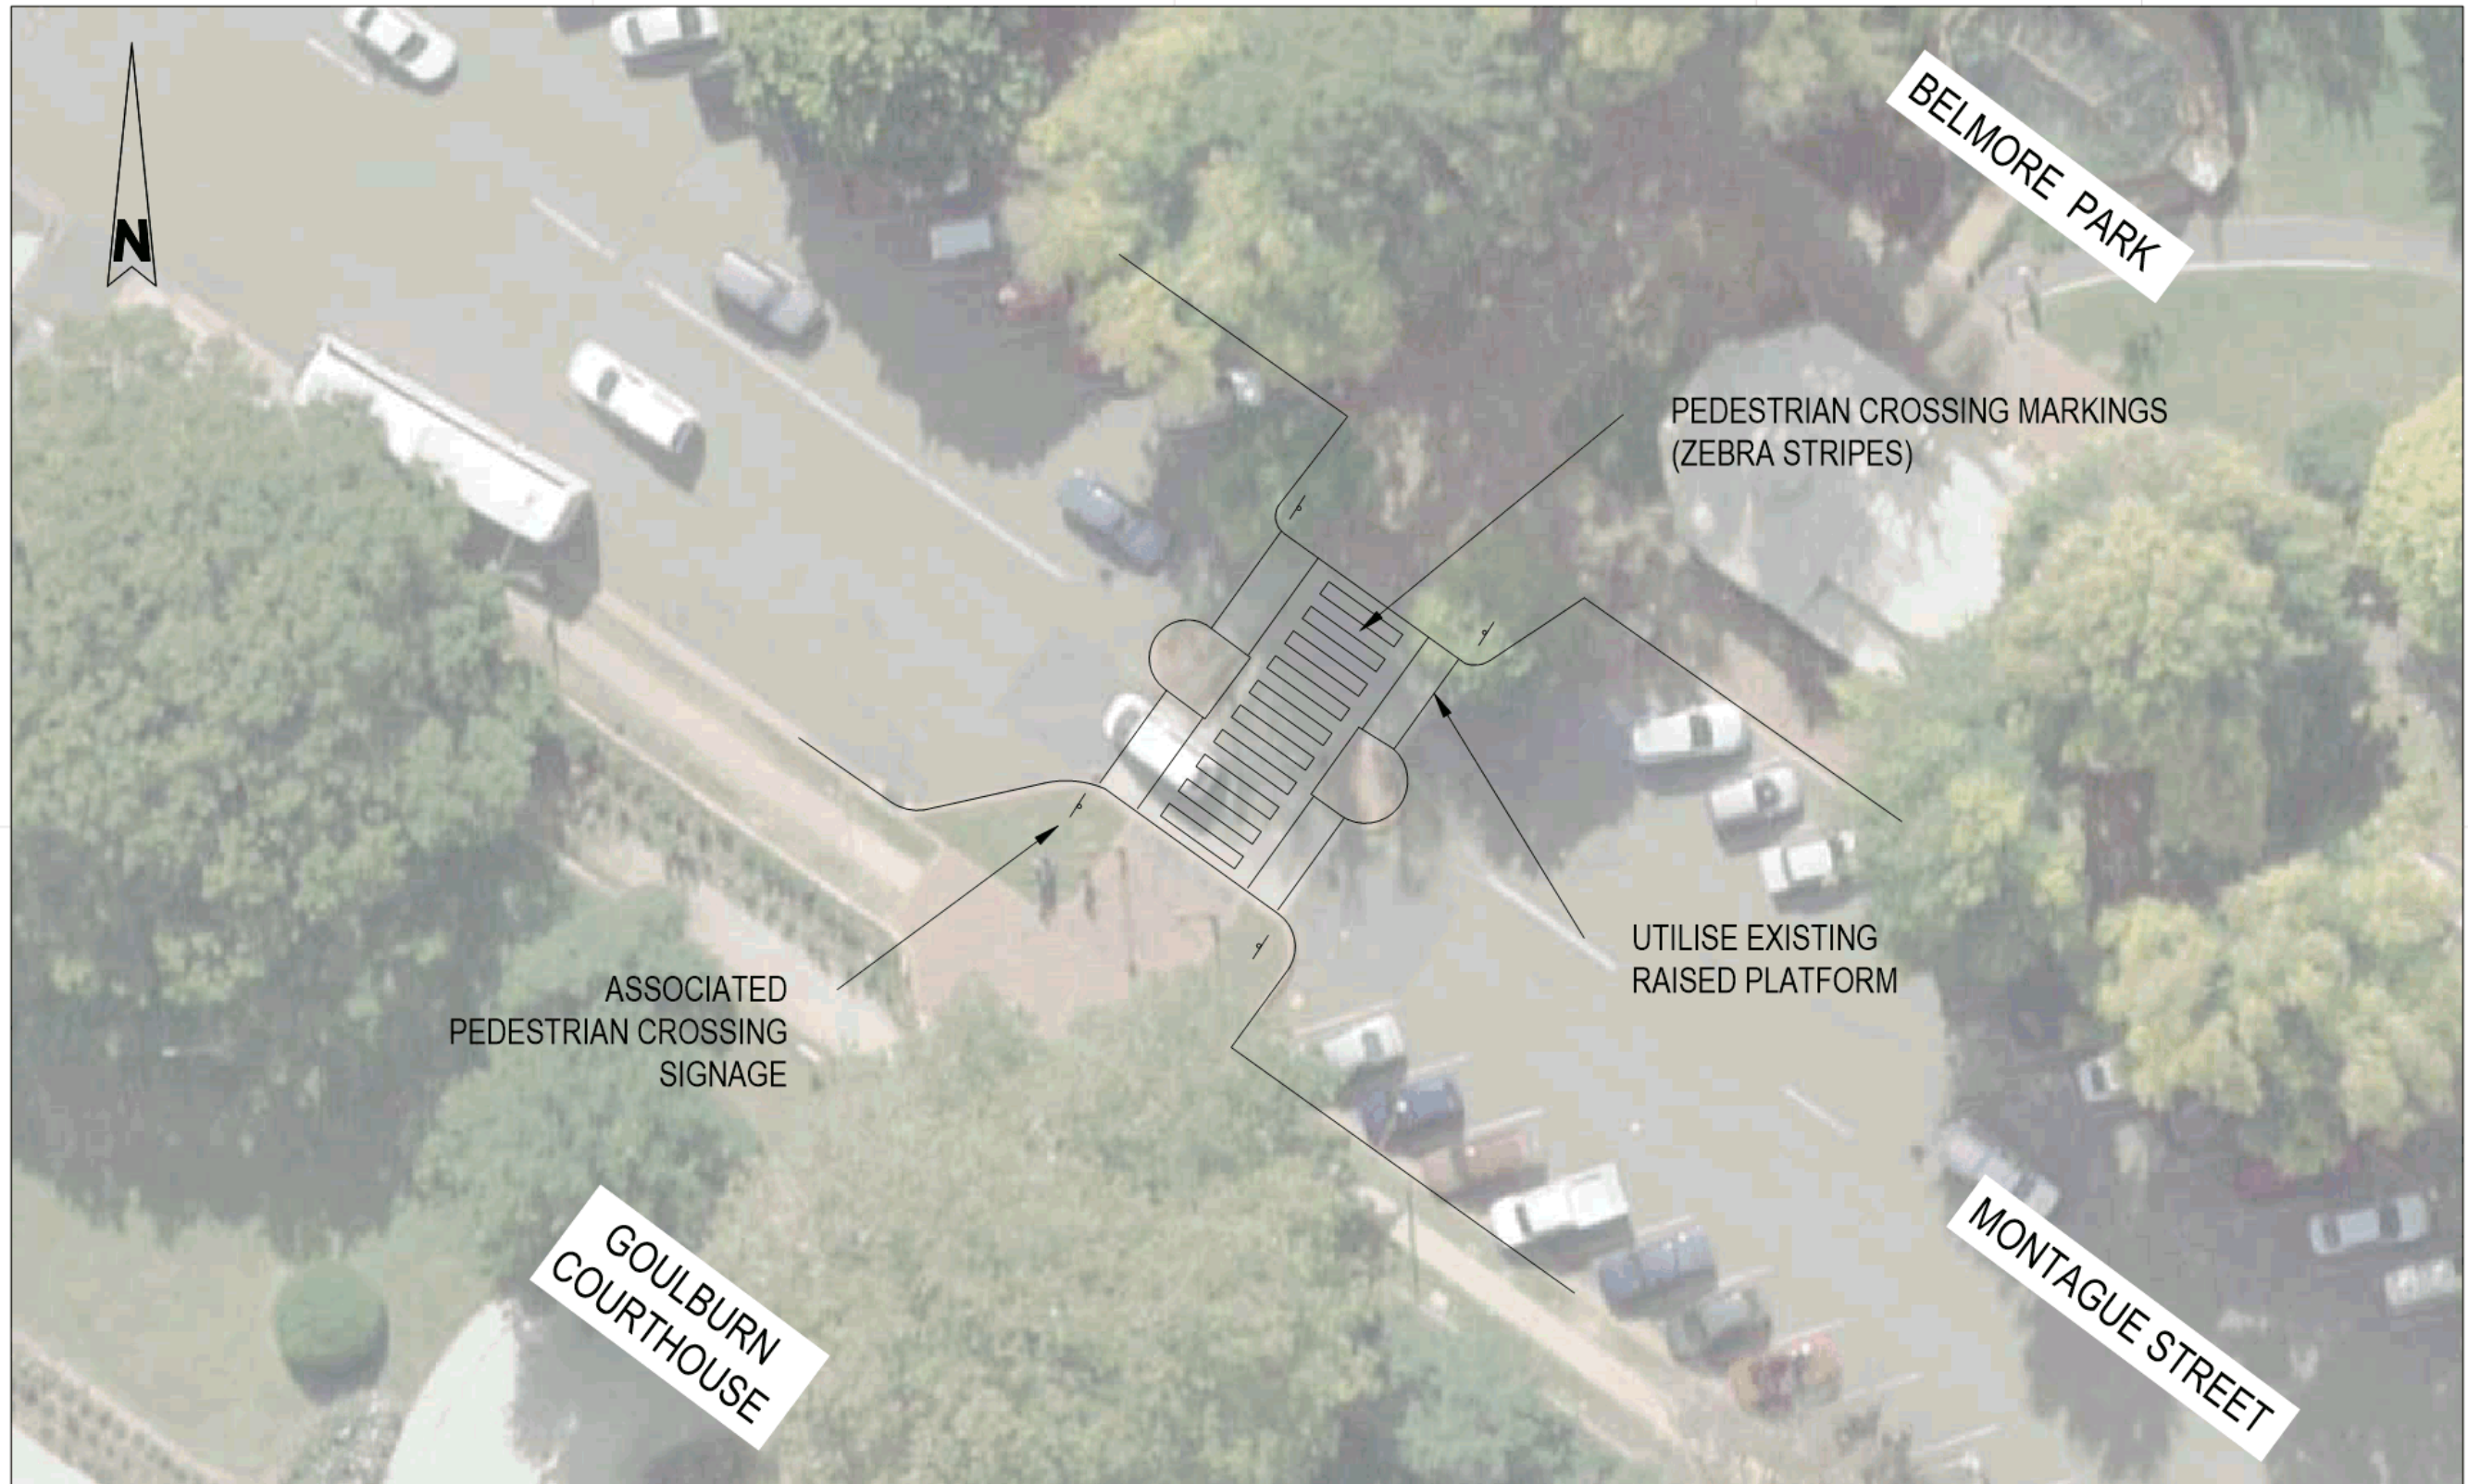 N
BELMORE PARK
PEDESTRIAN CROSSING MARKINGS
(ZEBRA STRIPES)
UTILISE EXISTING
RAISED PLATFORM
ASSOCIATED
PEDESTRIAN CROSSING
SIGNAGE
GOULBURN
COURTHOUSE
MONTAGUE STREET